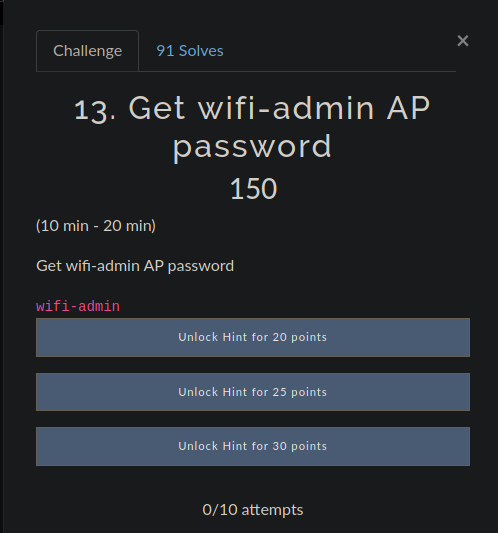 Challenge
91 Solves
×
13. Get wifi-admin AP
password
150
(10 min - 20 min)
Get wifi-admin AP password
wifi-admin
Unlock Hint for 20 points
Unlock Hint for 25 points
Unlock Hint for 30 points
0/10 attempts